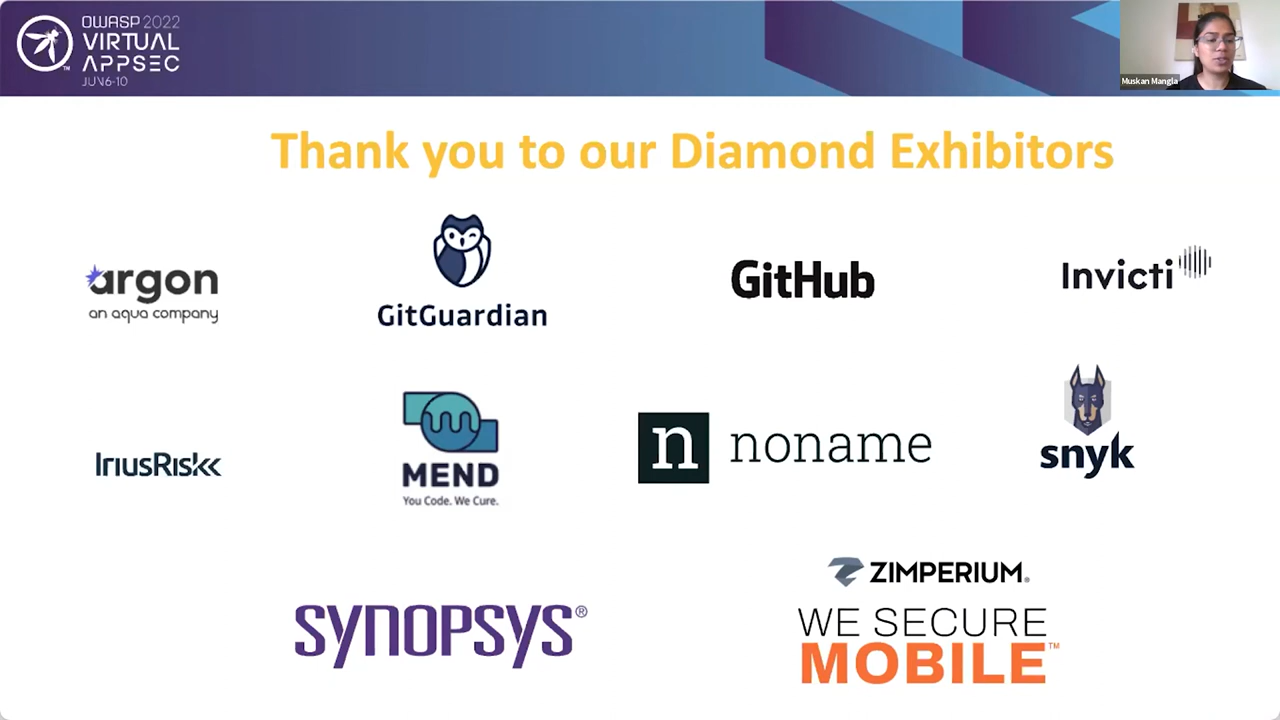 OWASP 2022
VIRTUAL
APPSEC
JUN 6-10
Muskan Mangla
Thank you to our Diamond Exhibitors
argon
an aqua company
GitGuardian
GitHub
Invicti
IriusRisk
MEND
You Code. We Cure.
n noname
snyk
SYNOPSYS®
ZIMPERIUM®
WE SECURE
MOBILE™